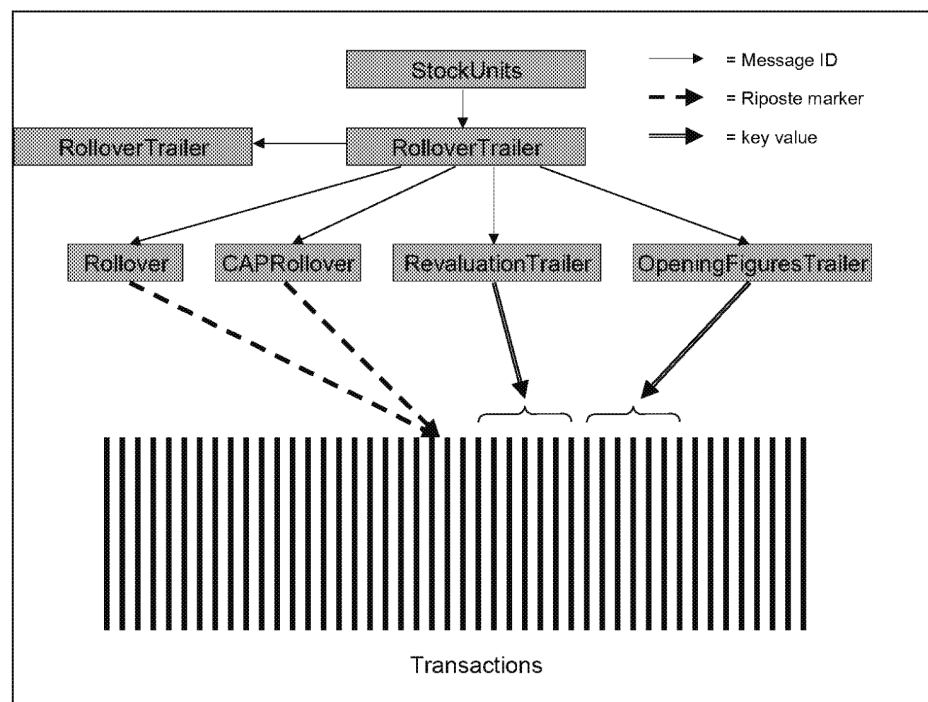 StockUnits
= Message ID
= Riposte marker
= key value
RolloverTrailer
RolloverTrailer
Rollover
CAPRollover
RevaluationTrailer
OpeningFiguresTrailer
Transactions